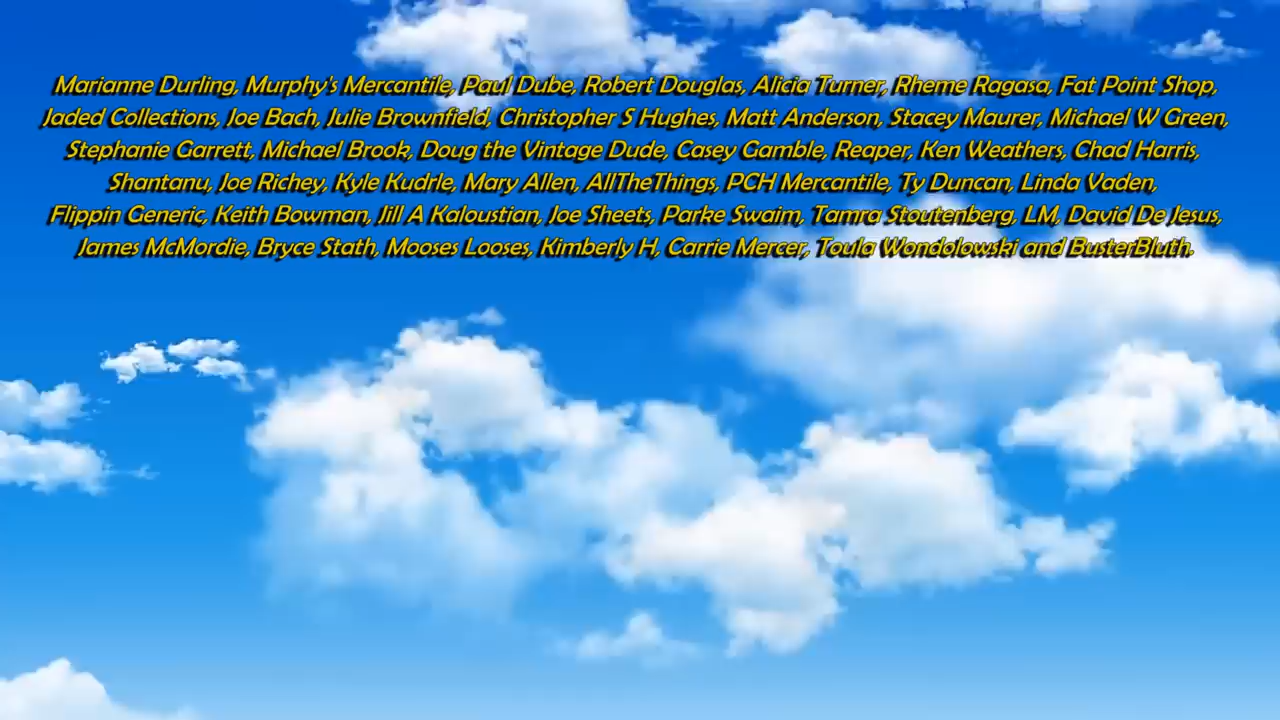 Marianne Durling, Murphy's Mercantile, Paul Dube, Robert Douglas, Alicia Turner, Rheme Ragasa, Fat Point Shop,
Jaded Collections, Joe Bach, Julie Brownfield, Christopher S Hughes, Matt Anderson, Stacey Maurer, Michael W Green,
Stephanie Garrett, Michael Brook, Doug the Vintage Dude, Casey Gamble, Reaper, Ken Weathers, Chad Harris,
Shantanu, Joe Richey, Kyle Kudrle, Mary Allen, AllTheThings, PCH Mercantile, Ty Duncan, Linda Vaden,
Flippin Generic, Keith Bowman, Jill A Kaloustian, Joe Sheets, Parke Swaim, Tamra Stoutenberg, LM, David De Jesus,
James McMordie, Bryce Stath, Mooses Looses, Kimberly H, Carrie Mercer, Toula Wondolowski and BusterBluth.